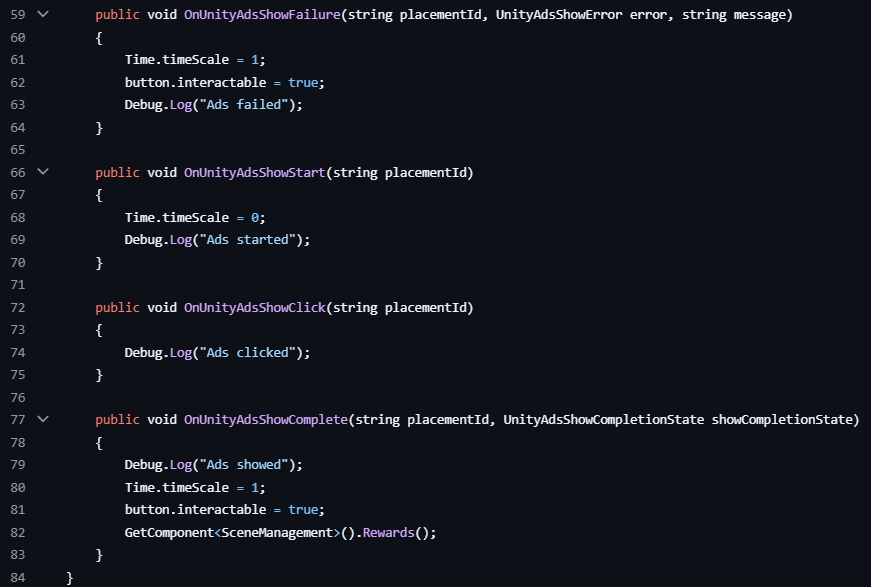 59 public void OnUnityAdsShowFailure(string placementId, UnityAdsShowError error, string message)
60 {
61 Time.timeScale = 1;
62 button.interactable = true;
63 Debug.Log("Ads failed");
64 }
65
66 public void OnUnityAdsShowStart(string placementId)
67 {
68 Time.timeScale = 0;
69 Debug.Log("Ads started");
70 }
71
72 public void OnUnityAdsShowClick(string placementId)
73 {
74 Debug.Log("Ads clicked");
75 }
76
77 public void OnUnityAdsShowComplete(string placementId, UnityAdsShowCompletionState showCompletionState)
78 {
79 Debug.Log("Ads showed");
80 Time.timeScale = 1;
81 button.interactable = true;
82 GetComponent<SceneManagement>().Rewards();
83 }
84 }